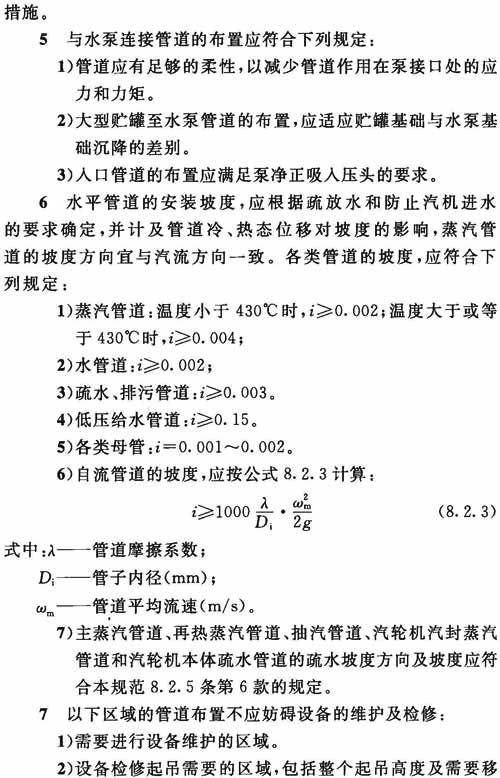 措施。
5 与水泵连接管道的布置应符合下列规定：
1)管道应有足够的柔性，以减少管道作用在泵接口处的应
力和力矩。
2)大型贮罐至水泵管道的布置，应适应贮罐基础与水泵基
础沉降的差别。
3)入口管道的布置应满足泵净正吸入压头的要求。
6 水平管道的安装坡度，应根据疏放水和防止汽机进水
的要求确定，并计及管道冷、热态位移对坡度的影响，蒸汽管
道的坡度方向宜与汽流方向一致。各类管道的坡度，应符合下
列规定：
1)蒸汽管道：温度小于 430℃时，i≥0.002；温度大于或等
于 430℃时，i≥0.004；
2)水管道：i≥0.002；
3)疏水、排污管道：i≥0.003。
4)低压给水管道：i≥0.15。
5)各类母管：i=0.001～0.002。
6)自流管道的坡度，应按公式 8.2.3 计算：
i≥1000 λ/D_i · ω_m^2/2g (8.2.3)
式中：λ——管道摩擦系数；
D_i——管子内径(mm)；
ω_m——管道平均流速(m/s)。
7)主蒸汽管道、再热蒸汽管道、抽汽管道、汽轮机汽封蒸汽
管道和汽轮机本体疏水管道的疏水坡度方向及坡度应符
合本规范 8.2.5 条第 6 款的规定。
7 以下区域的管道布置不应妨碍设备的维护及检修：
1)需要进行设备维护的区域。
2)设备检修起吊需要的区域，包括整个起吊高度及需要移